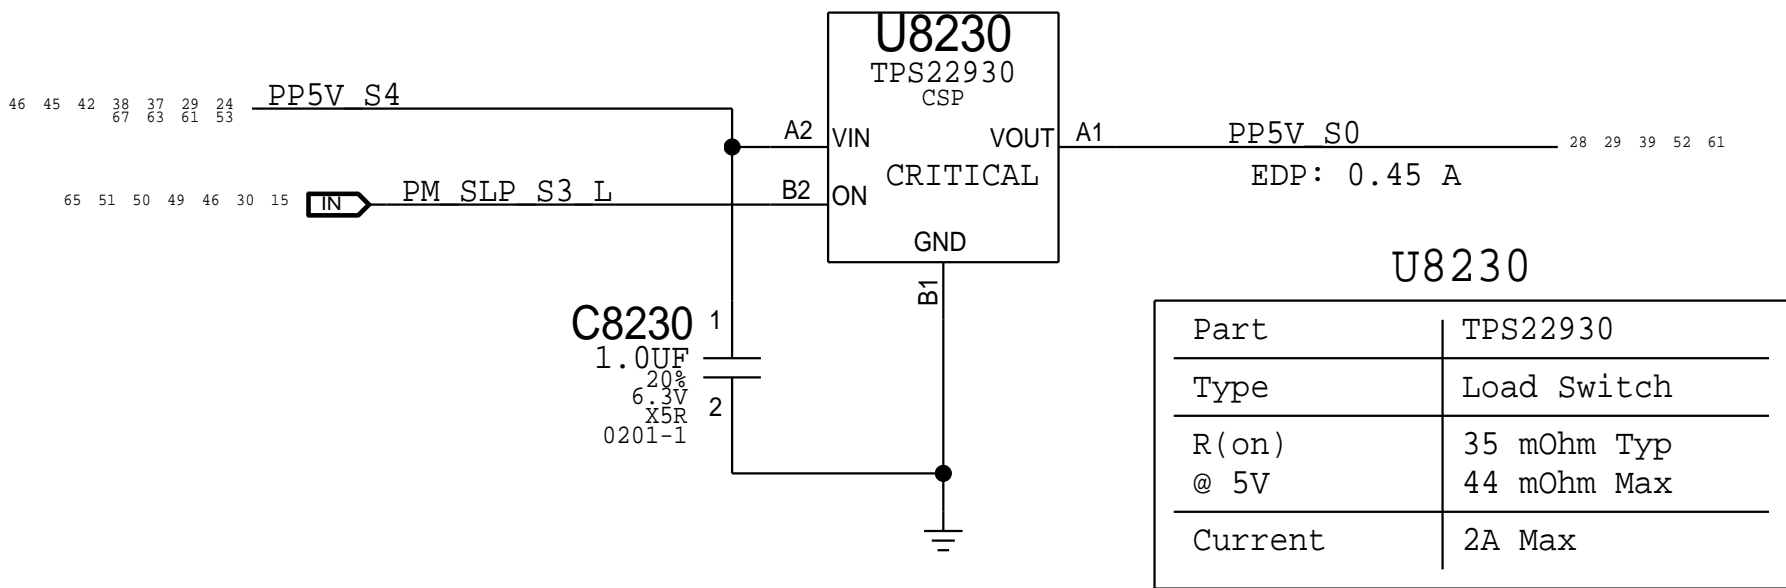 U8230
TPS22930
CSP
46 45 42 38 37 29 24
67 63 61 53
PP5V_S4
A2
VIN
VOUT
A1
PP5V_S0
28 29 39 52 61
CRITICAL
EDP: 0.45 A
65 51 50 49 46 30 15
IN
PM_SLP_S3_L
B2
ON
GND
B1
C8230
1
1.0UF
20%
6.3V
X5R
0201-1
2
U8230
Part TPS22930
Type Load Switch
R(on) 35 mOhm Typ
@ 5V 44 mOhm Max
Current 2A Max